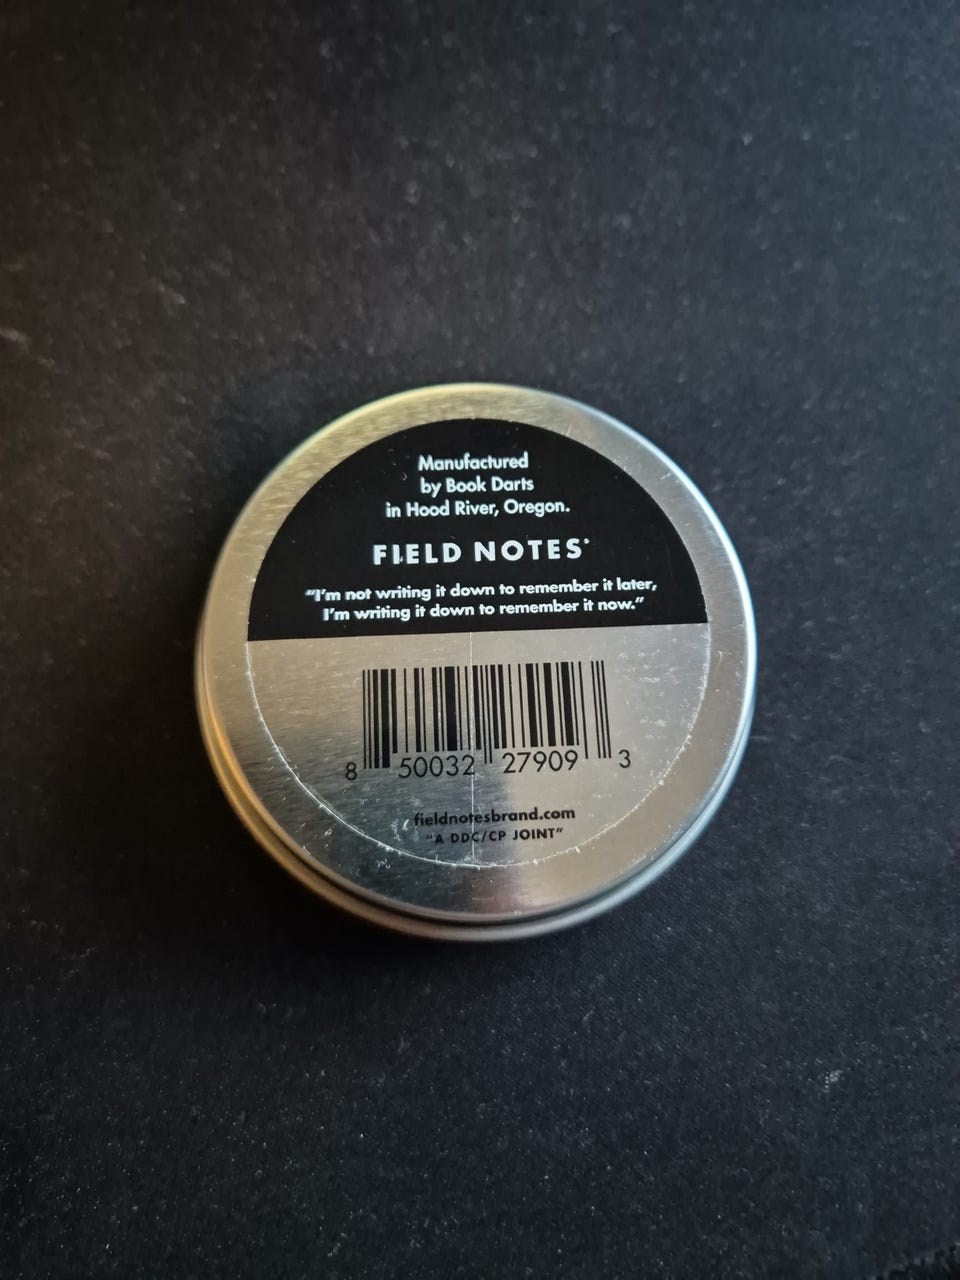 Manufactured
by Book Darts
in Hood River, Oregon.
FIELD NOTES
“I’m not writing it down to remember it later,
I’m writing it down to remember it now.”
8 50032 27909 3
fieldnotesbrand.com
“A DDC/CP JOINT”